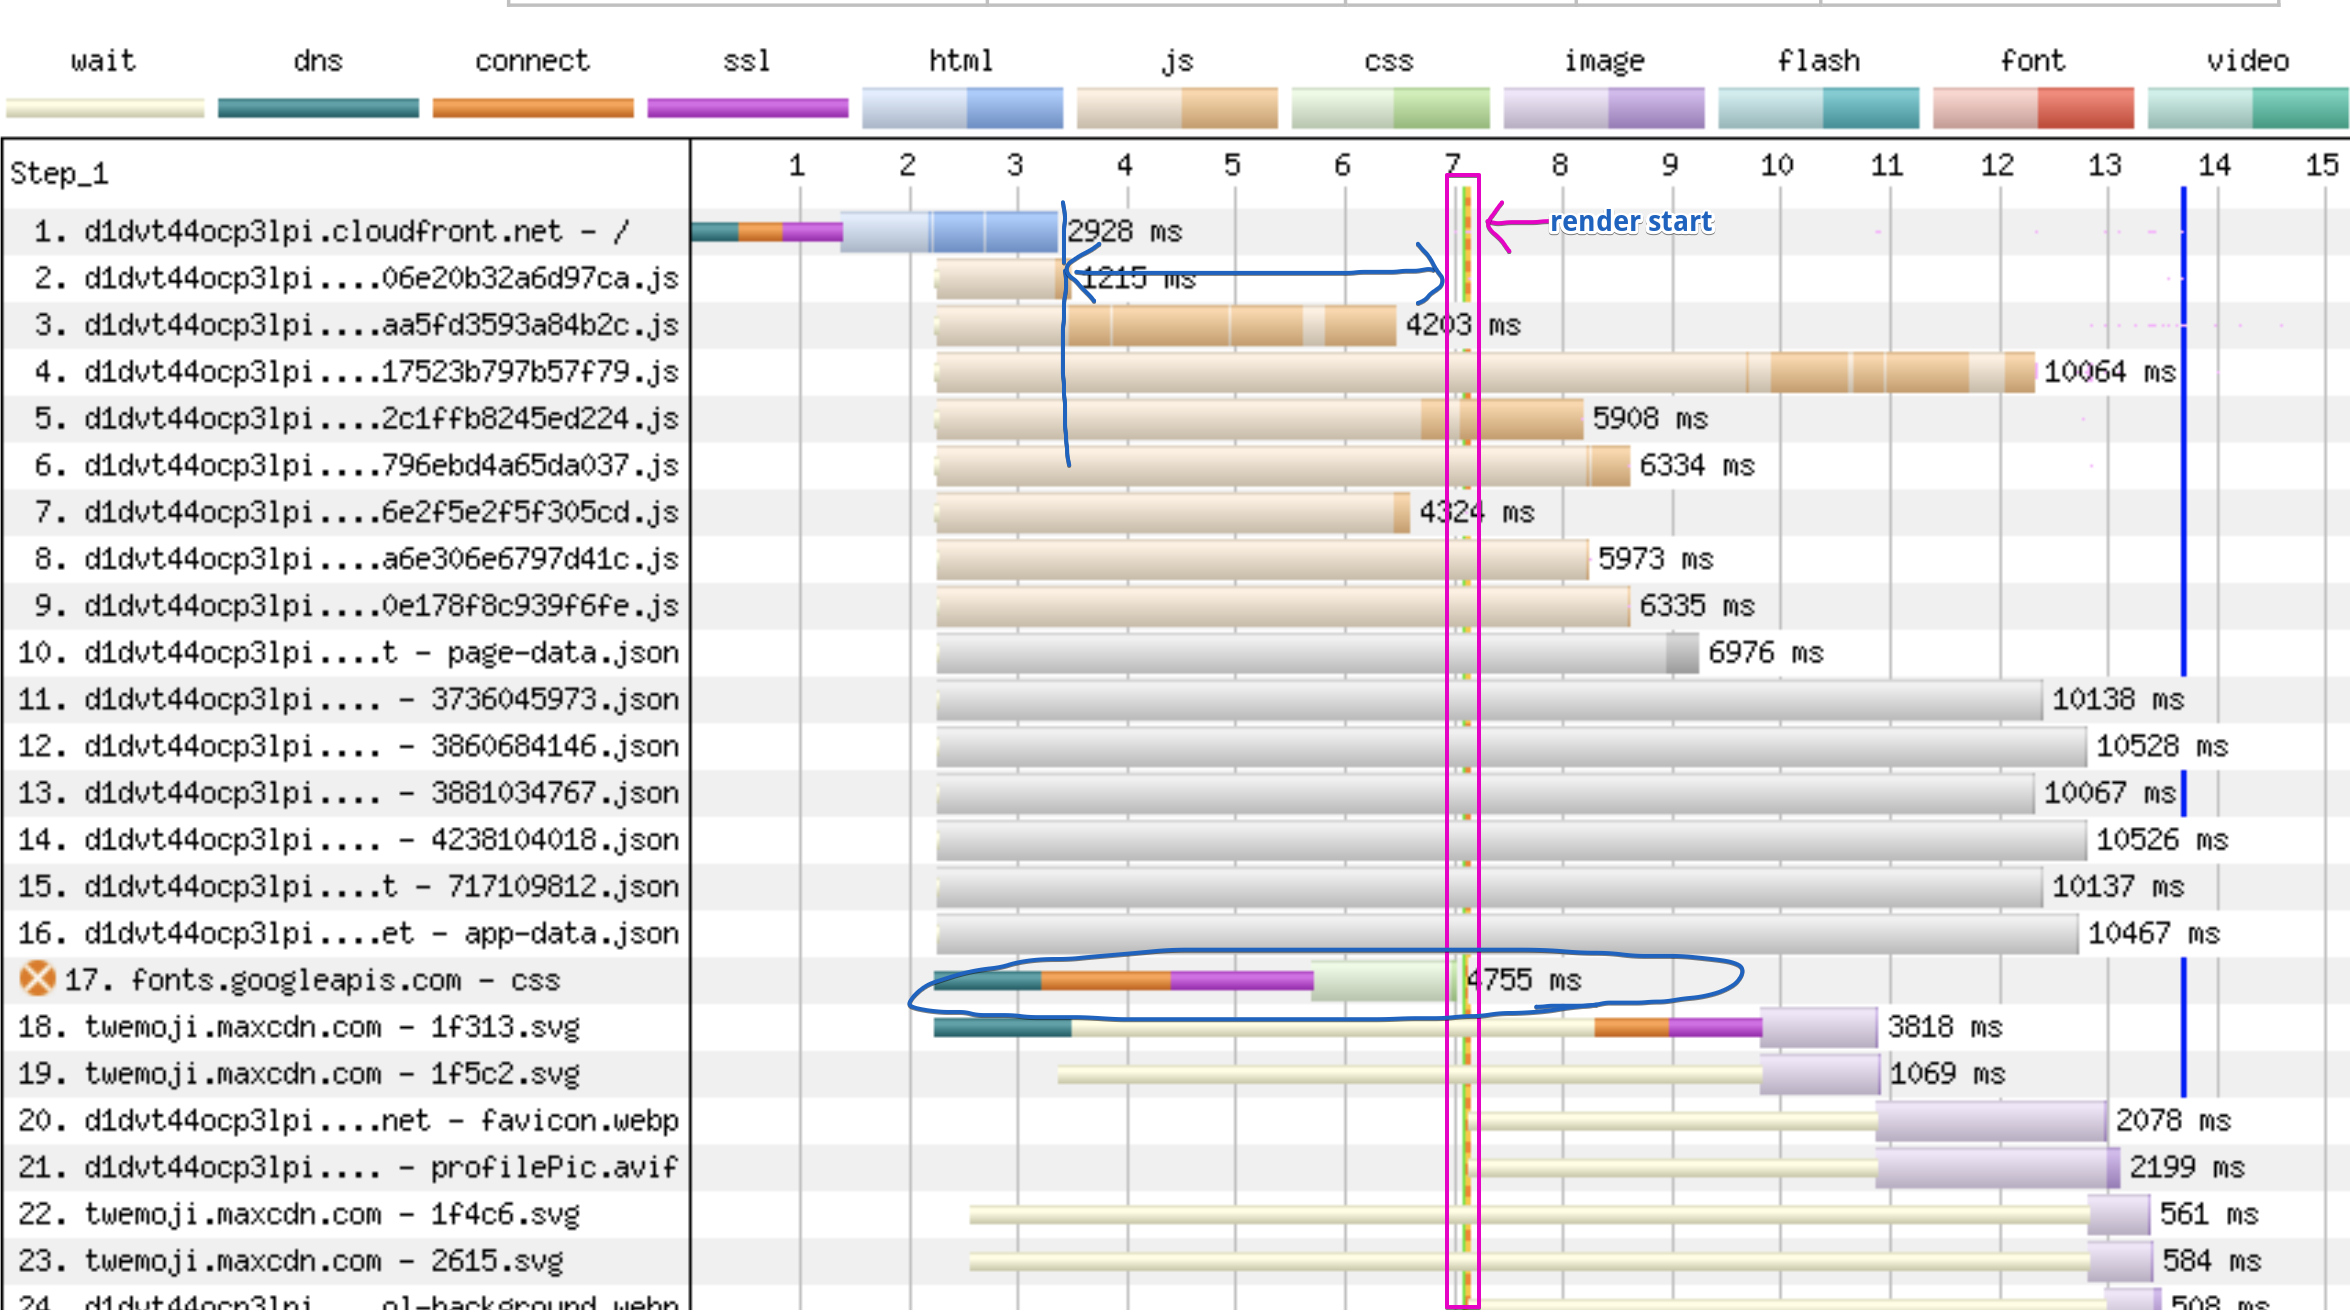 wait dns connect ssl html js css image flash font video
Step_1 1 2 3 4 5 6 7 8 9 10 11 12 13 14 15
1. d1dvt44ocp3lpi.cloudfront.net - / 2928 ms render start
2. d1dvt44ocp3lpi....06e20b32a6d97ca.js 1215 ms
3. d1dvt44ocp3lpi....aa5fd3593a84b2c.js 4203 ms
4. d1dvt44ocp3lpi....17523b797b57f79.js 10064 ms
5. d1dvt44ocp3lpi....2c1ffb8245ed224.js 5908 ms
6. d1dvt44ocp3lpi....796ebd4a65da037.js 6334 ms
7. d1dvt44ocp3lpi....6e2f5e2f5f305cd.js 4324 ms
8. d1dvt44ocp3lpi....a6e306e6797d41c.js 5973 ms
9. d1dvt44ocp3lpi....0e178f8c939f6fe.js 6335 ms
10. d1dvt44ocp3lpi....t - page-data.json 6976 ms
11. d1dvt44ocp3lpi.... - 3736045973.json 10138 ms
12. d1dvt44ocp3lpi.... - 3860684146.json 10528 ms
13. d1dvt44ocp3lpi.... - 3881034767.json 10067 ms
14. d1dvt44ocp3lpi.... - 4238104018.json 10526 ms
15. d1dvt44ocp3lpi....t - 717109812.json 10137 ms
16. d1dvt44ocp3lpi....et - app-data.json 10467 ms
17. fonts.googleapis.com - css 4755 ms
18. twemoji.maxcdn.com - 1f313.svg 3818 ms
19. twemoji.maxcdn.com - 1f5c2.svg 1069 ms
20. d1dvt44ocp3lpi....net - favicon.webp 2078 ms
21. d1dvt44ocp3lpi.... - profilePic.avif 2199 ms
22. twemoji.maxcdn.com - 1f4c6.svg 561 ms
23. twemoji.maxcdn.com - 2615.svg 584 ms
24. d1dvt44ocp3lpi....ol-background.webp 508 ms